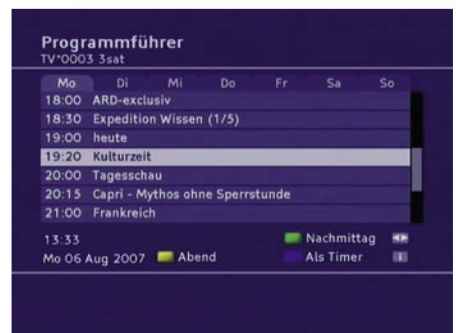 Programmführer
TV*0003 3sat
Mo Di Mi Do Fr Sa So
18:00 ARD-exclusiv
18:30 Expedition Wissen (1/5)
19:00 heute
19:20 Kulturzeit
20:00 Tagesschau
20:15 Capri - Mythos ohne Sperrstunde
21:00 Frankreich
13:33 Nachmittag
Mo 06 Aug 2007 Abend Als Timer i